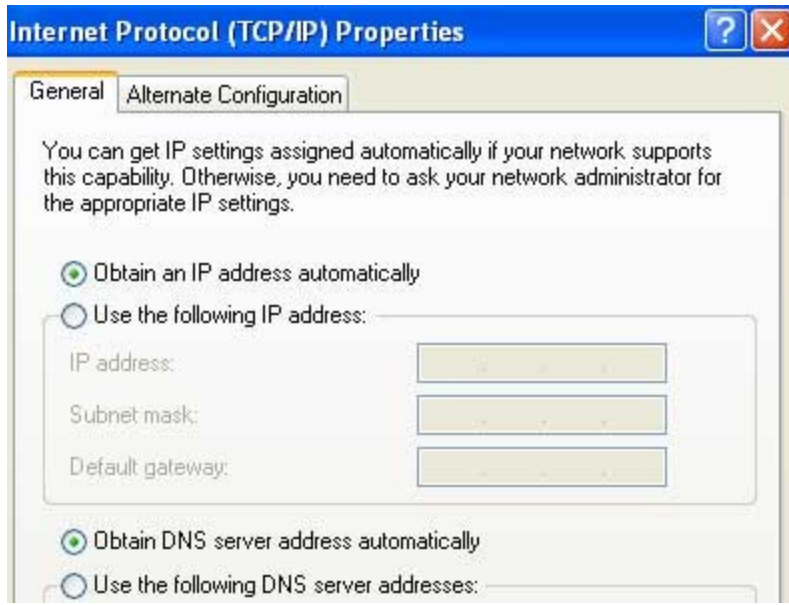 Internet Protocol (TCP/IP) Properties
?
General
Alternate Configuration
You can get IP settings assigned automatically if your network supports
this capability. Otherwise, you need to ask your network administrator for
the appropriate IP settings.
Obtain an IP address automatically
Use the following IP address:
IP address:
Subnet mask:
Default gateway:
Obtain DNS server address automatically
Use the following DNS server addresses: